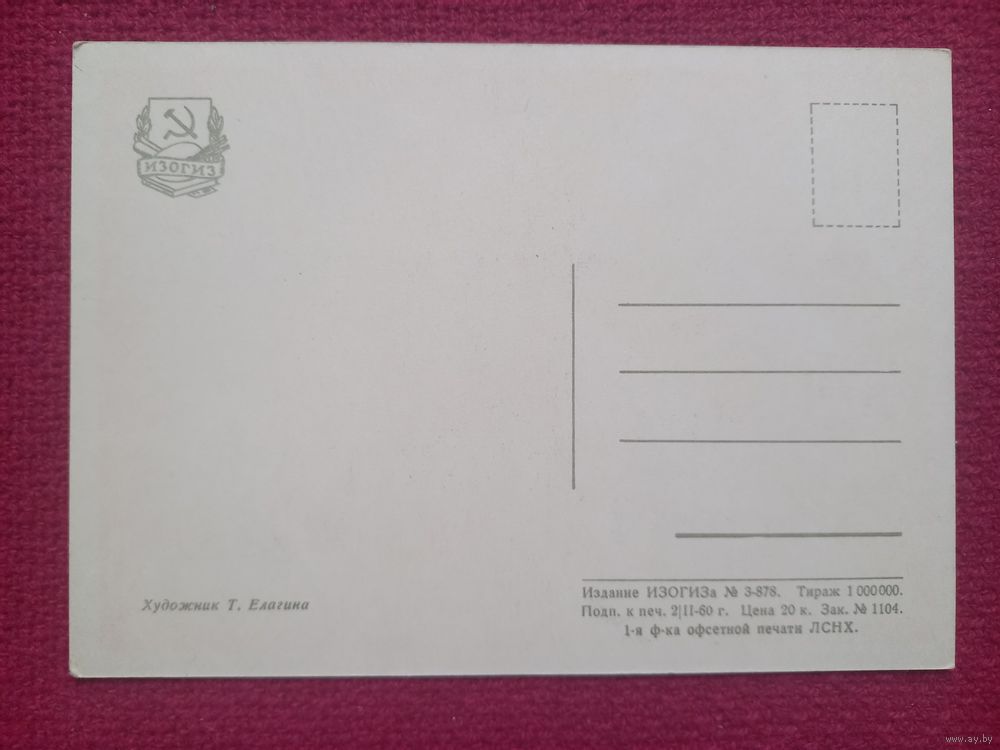 ИЗОГИЗ
Художник Т. Елагина
Издание ИЗОГИЗа № 3-878. Тираж 1 000 000.
Подп. к печ. 2|II-60 г. Цена 20 к. Зак. № 1104.
1-я ф-ка офсетной печати ЛСНХ.
www.ay.by